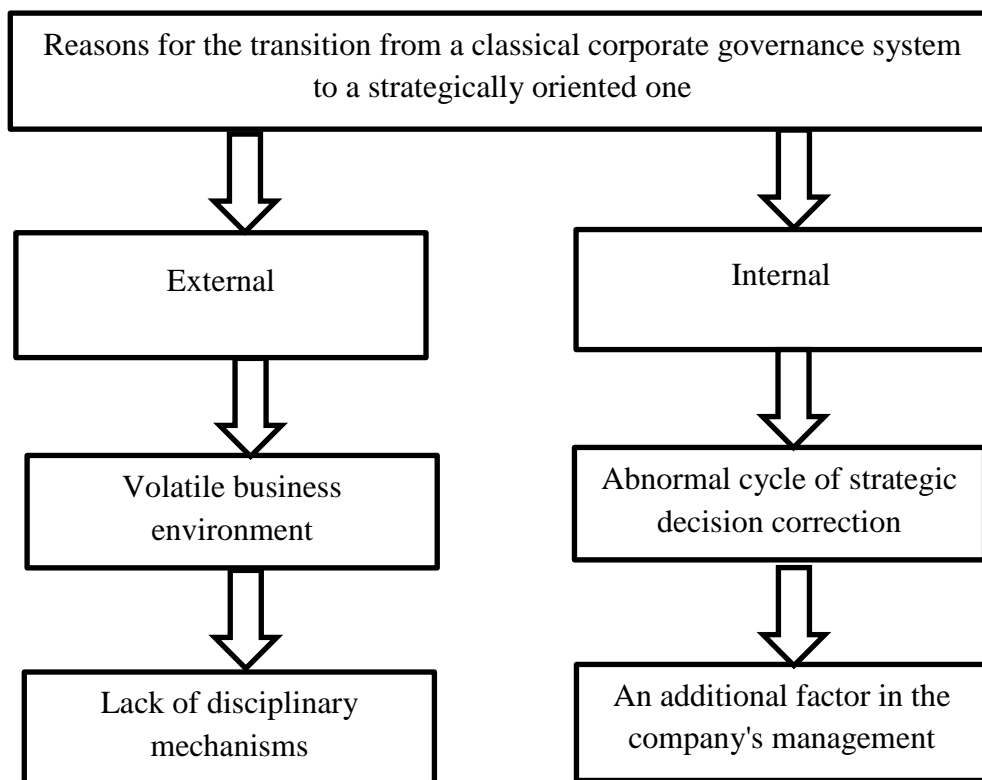 Reasons for the transition from a classical corporate governance system
to a strategically oriented one
External
Internal
Volatile business
environment
Abnormal cycle of strategic
decision correction
Lack of disciplinary
mechanisms
An additional factor in the
company's management